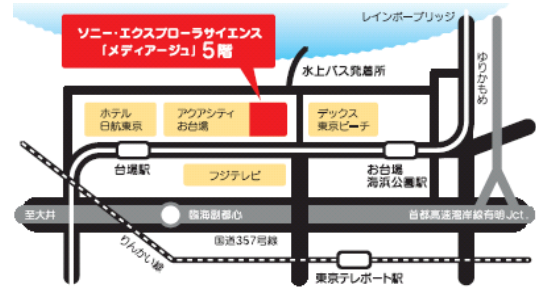 レインボーブリッジ
ソニー・エクスプローラサイエンス
「メディアージュ」5階
ゆりかもめ
水上バス発着所
ホテル
日航東京
アクアシティ
お台場
デックス
東京ビーチ
台場駅
お台場
海浜公園駅
フジテレビ
至大井
臨海副都心
首都高速湾岸線有明Jct.
国道357号線
りんかい線
東京テレポート駅